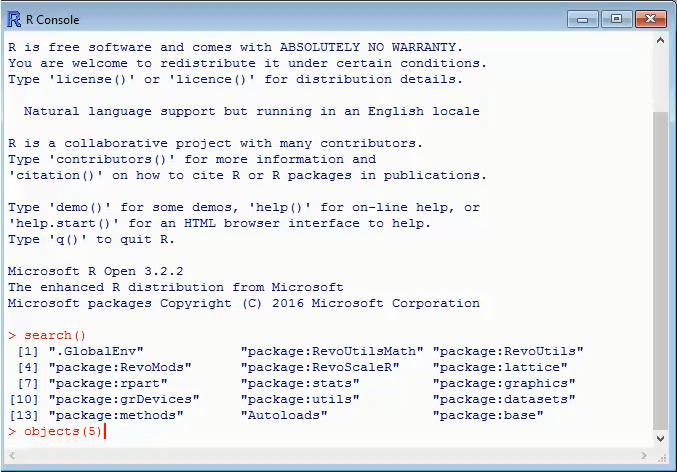 R Console
R is free software and comes with ABSOLUTELY NO WARRANTY.
You are welcome to redistribute it under certain conditions.
Type 'license()' or 'licence()' for distribution details.
Natural language support but running in an English locale
R is a collaborative project with many contributors.
Type 'contributors()' for more information and
'citation()' on how to cite R or R packages in publications.
Type 'demo()' for some demos, 'help()' for on-line help, or
'help.start()' for an HTML browser interface to help.
Type 'q()' to quit R.
Microsoft R Open 3.2.2
The enhanced R distribution from Microsoft
Microsoft packages Copyright (C) 2016 Microsoft Corporation
> search()
[1] ".GlobalEnv" "package:RevoUtilsMath" "package:RevoUtils"
[4] "package:RevoMods" "package:RevoScaleR" "package:lattice"
[7] "package:rpart" "package:stats" "package:graphics"
[10] "package:grDevices" "package:utils" "package:datasets"
[13] "package:methods" "Autoloads" "package:base"
> objects(5)